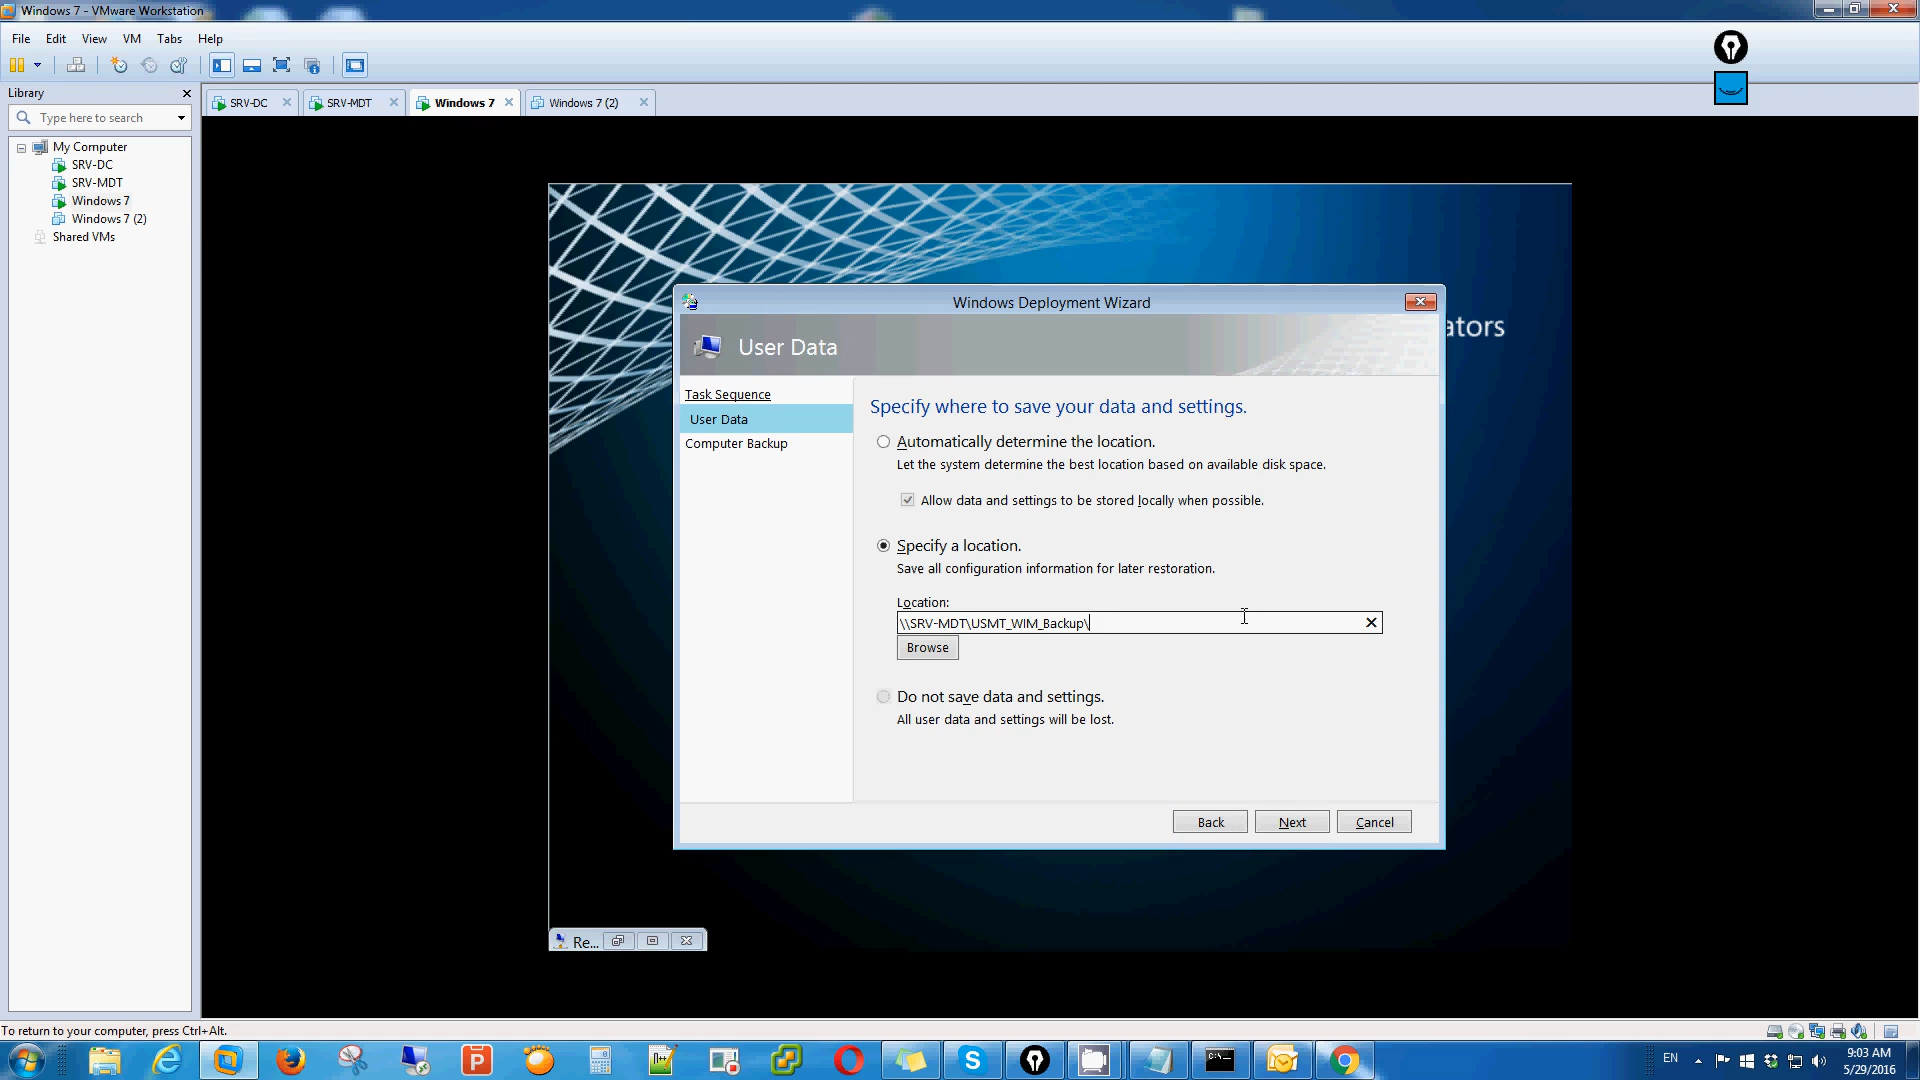 Windows 7 - VMware Workstation
File Edit View VM Tabs Help
Library
Type here to search
My Computer
SRV-DC
SRV-MDT
Windows 7
Windows 7 (2)
Shared VMs
SRV-DC SRV-MDT Windows 7 Windows 7 (2)
ators
Windows Deployment Wizard
User Data
Task Sequence
User Data
Computer Backup
Specify where to save your data and settings.
Automatically determine the location.
Let the system determine the best location based on available disk space.
Allow data and settings to be stored locally when possible.
Specify a location.
Save all configuration information for later restoration.
Location:
\\SRV-MDT\USMT_WIM_Backup\
Browse
Do not save data and settings.
All user data and settings will be lost.
Back Next Cancel
Re...
To return to your computer, press Ctrl+Alt.
EN
9:03 AM
5/29/2016